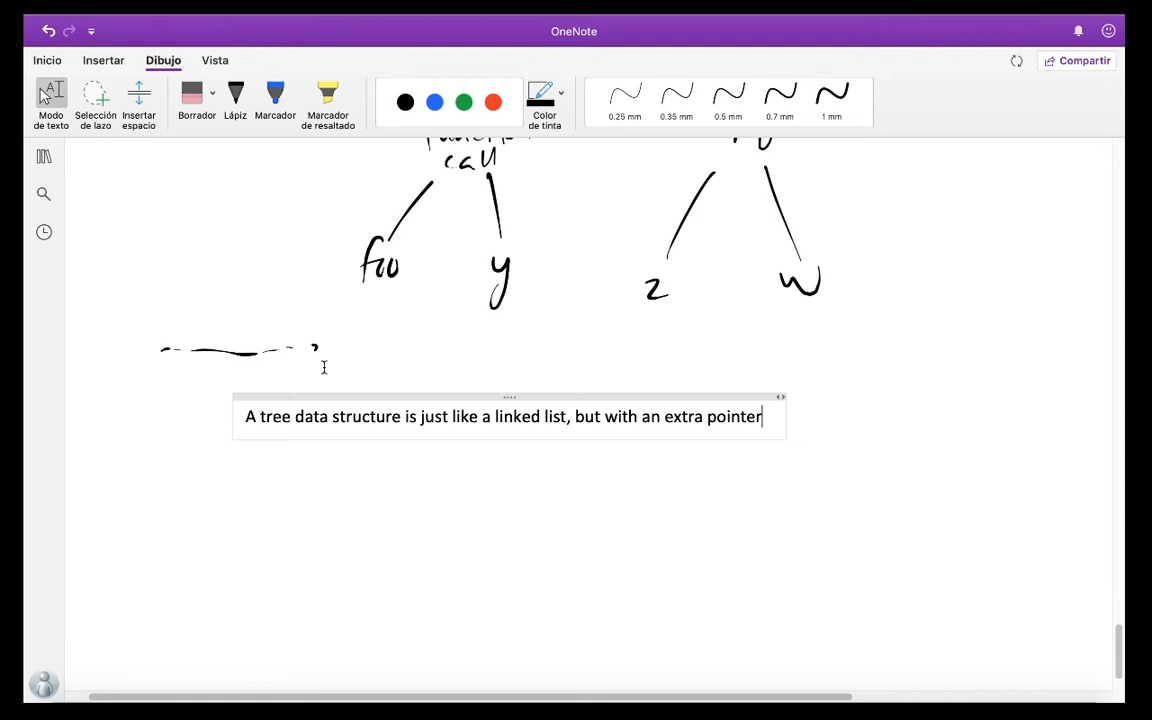 OneNote
Inicio Insertar Dibujo Vista
Compartir
Modo de texto
Selección de lazo
Insertar espacio
Borrador
Lápiz
Marcador
Marcador de resaltado
Color de tinta
0.25 mm 0.35 mm 0.5 mm 0.7 mm 1 mm
call
foo y z w
A tree data structure is just like a linked list, but with an extra pointer